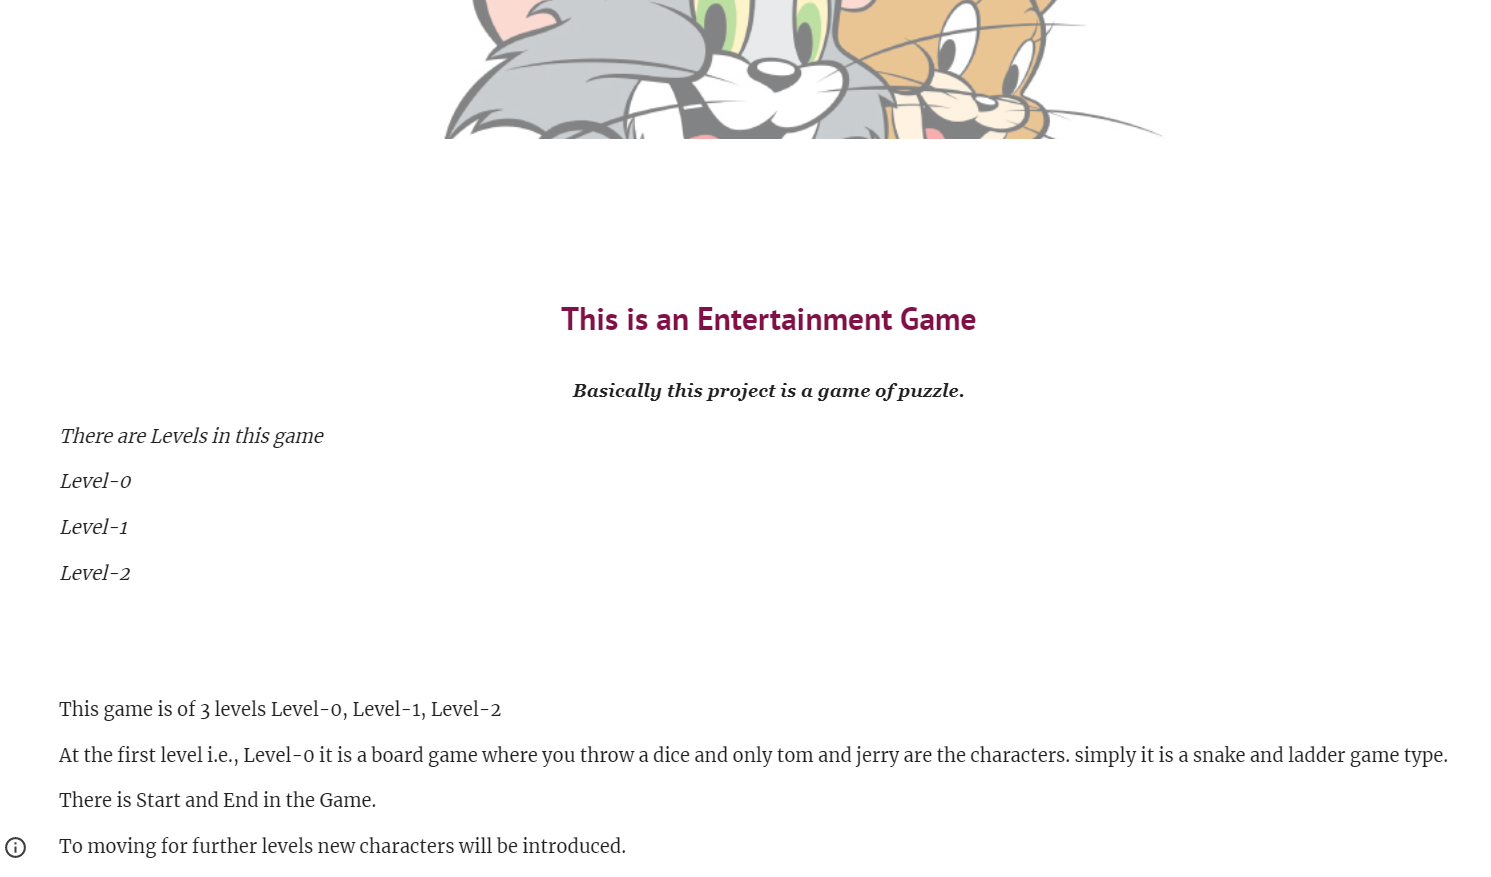 This is an Entertainment Game
Basically this project is a game of puzzle.
There are Levels in this game
Level-0
Level-1
Level-2
This game is of 3 levels Level-0, Level-1, Level-2
At the first level i.e., Level-0 it is a board game where you throw a dice and only tom and jerry are the characters. simply it is a snake and ladder game type.
There is Start and End in the Game.
To moving for further levels new characters will be introduced.